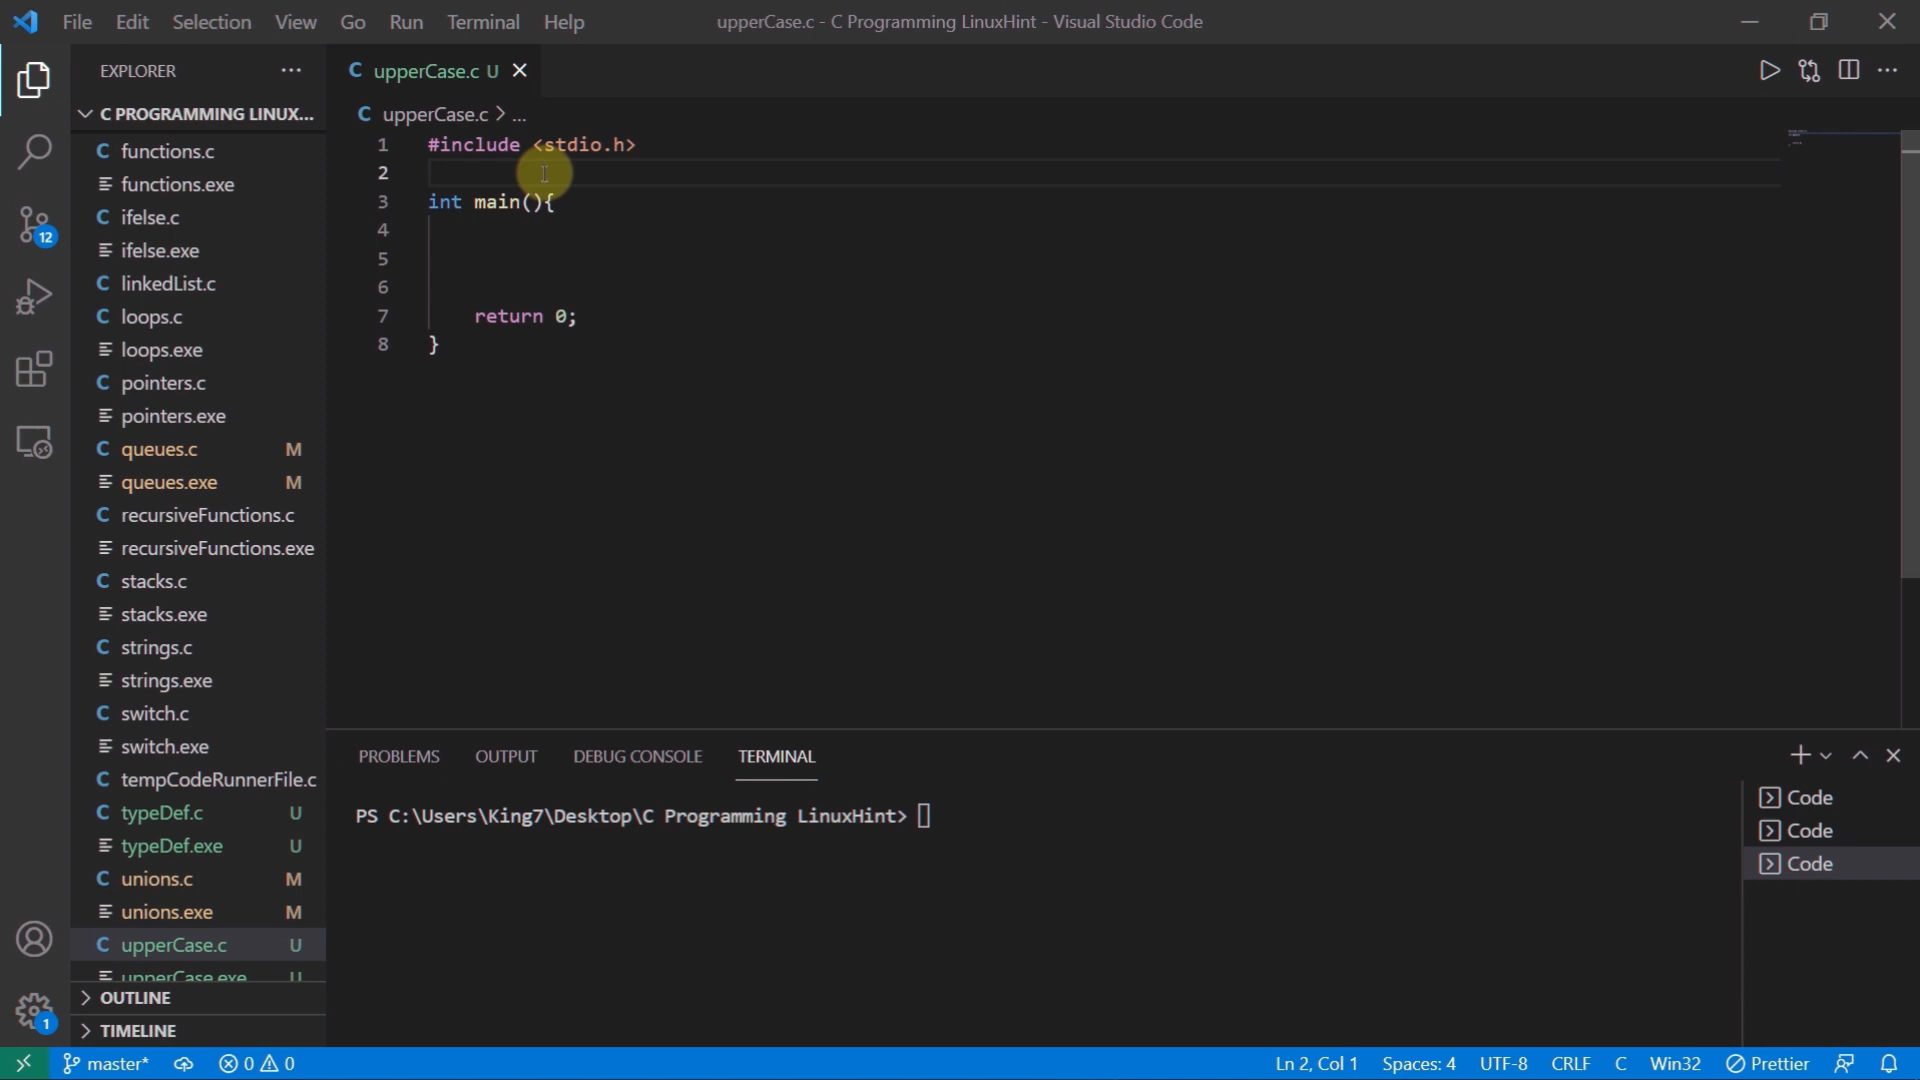 File Edit Selection View Go Run Terminal Help
upperCase.c - C Programming LinuxHint - Visual Studio Code
EXPLORER
C PROGRAMMING LINUX...
C functions.c
functions.exe
C ifelse.c
ifelse.exe
C linkedList.c
C loops.c
loops.exe
C pointers.c
pointers.exe
C queues.c M
queues.exe M
C recursiveFunctions.c
recursiveFunctions.exe
C stacks.c
stacks.exe
C strings.c
strings.exe
C switch.c
switch.exe
C tempCodeRunnerFile.c
C typeDef.c U
typeDef.exe U
C unions.c M
unions.exe M
C upperCase.c U
upperCase.exe U
OUTLINE
TIMELINE
12
1
C upperCase.c U
C upperCase.c > ...
1 #include <stdio.h>
2
3 int main(){
4
5
6
7 return 0;
8 }
PROBLEMS OUTPUT DEBUG CONSOLE TERMINAL
PS C:\Users\King7\Desktop\C Programming LinuxHint>
Code
Code
Code
master* 0 0
Ln 2, Col 1 Spaces: 4 UTF-8 CRLF C Win32 Prettier